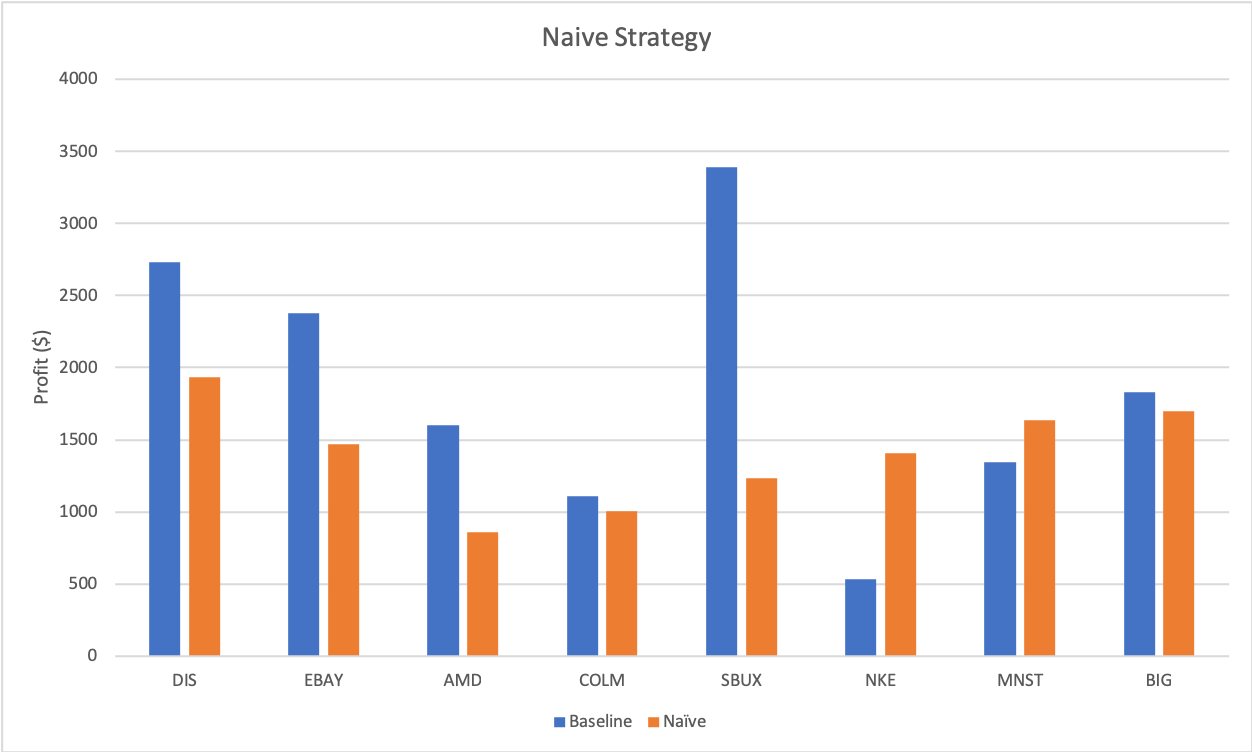 Naive Strategy
4000
3500
3000
2500
2000
1500
1000
500
0
Profit ($)
DIS EBAY AMD COLM SBUX NKE MNST BIG
Baseline Naïve